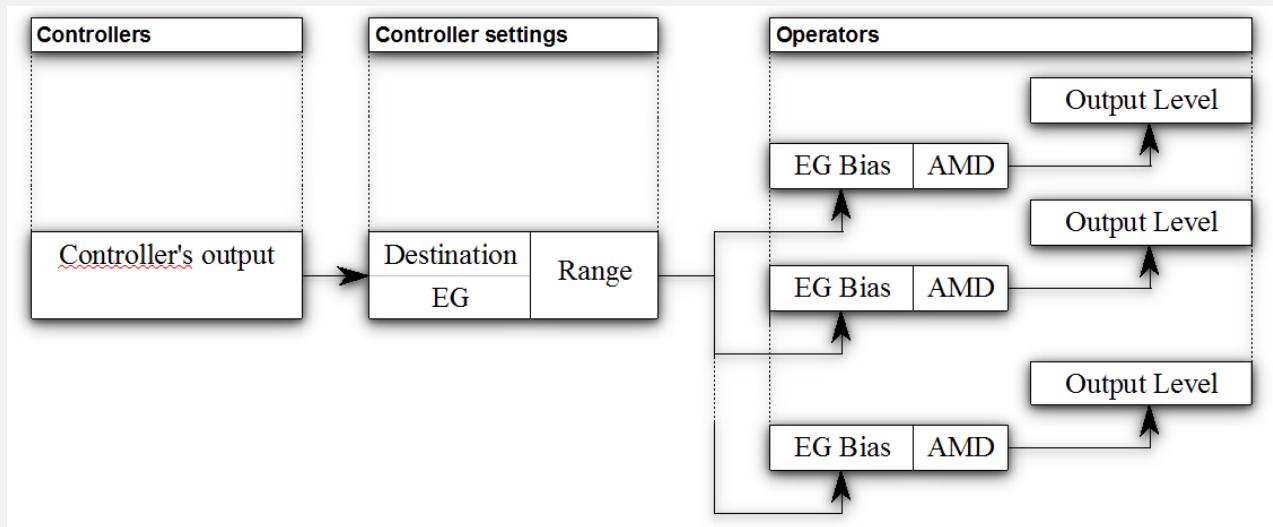 Controllers
Controller settings
Operators
Output Level
EG Bias AMD
Output Level
Controller's output
Destination
EG
Range
EG Bias AMD
Output Level
EG Bias AMD